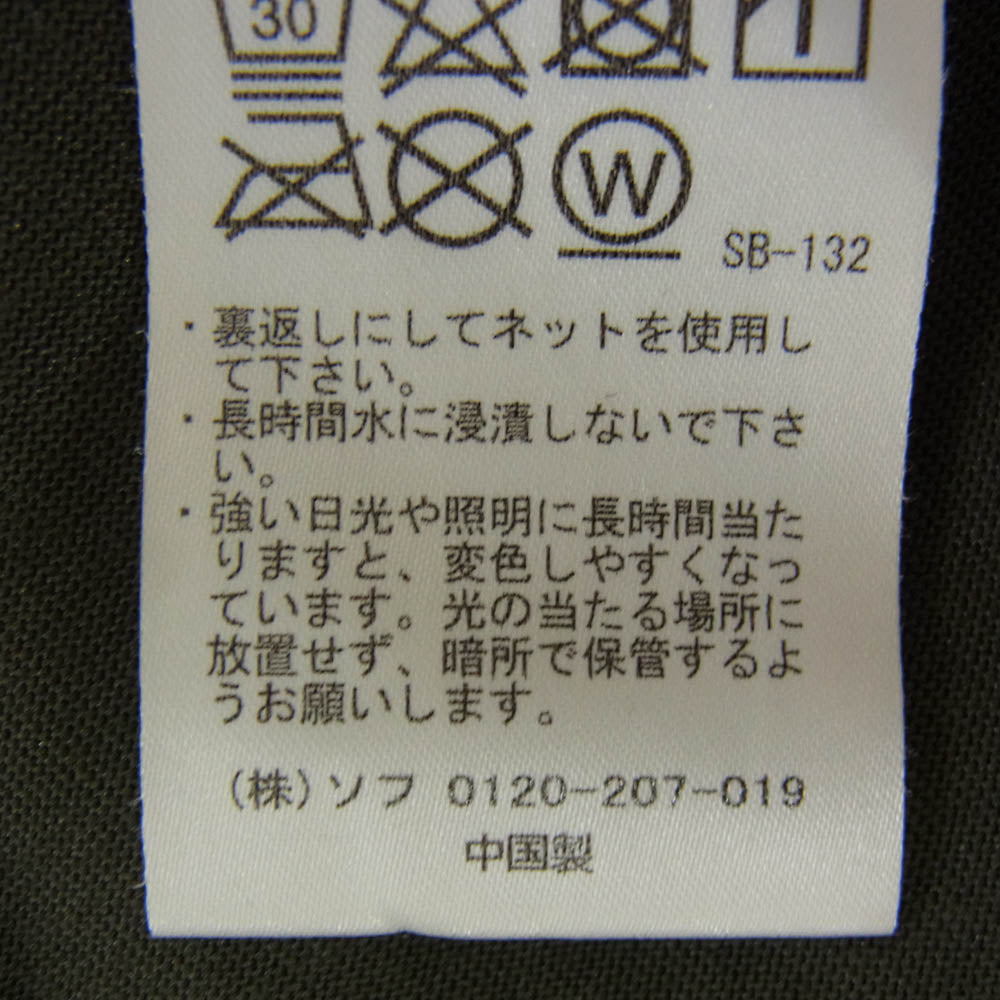 30
W
SB-132
・裏返しにしてネットを使用し
て下さい。
・長時間水に浸漬しないで下さ
い。
・強い日光や照明に長時間当た
りますと、変色しやすくなっ
ています。光の当たる場所に
放置せず、暗所で保管するよ
うお願いします。
(株)ソフ 0120-207-019
中国製